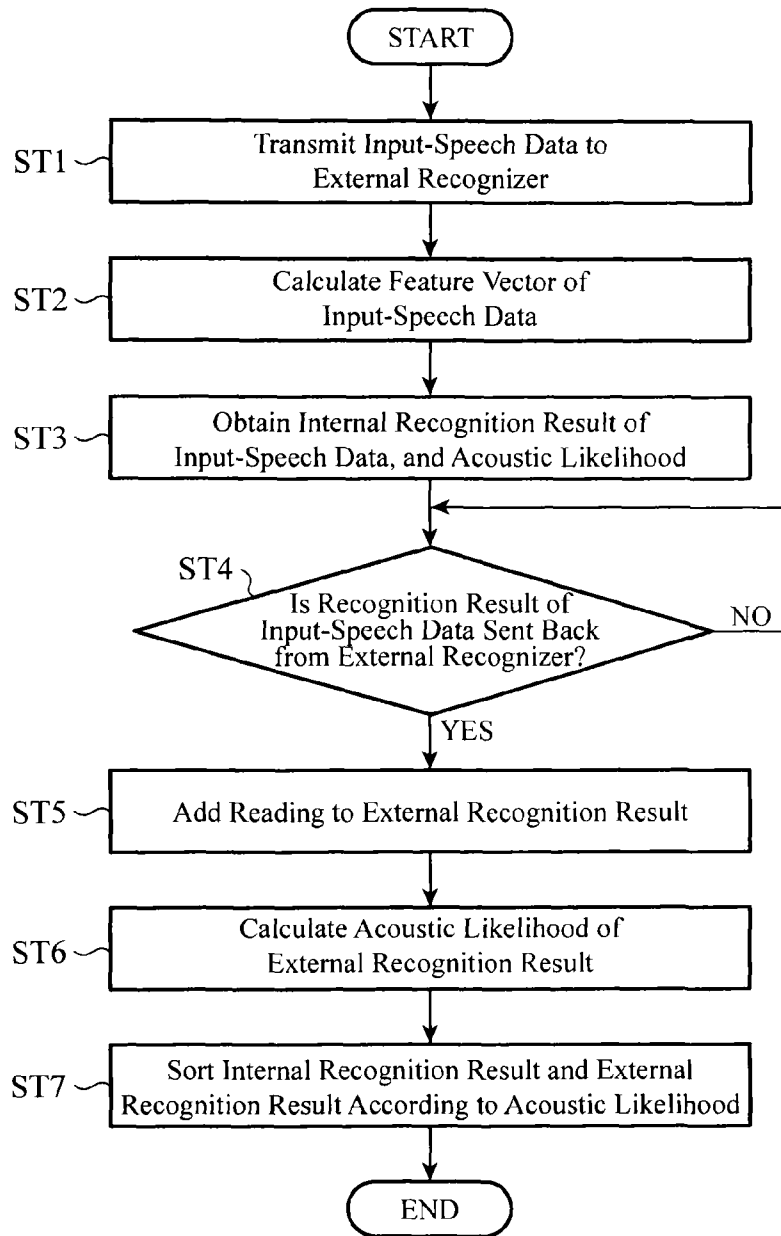 START
ST1
Transmit Input-Speech Data to
External Recognizer
ST2
Calculate Feature Vector of
Input-Speech Data
ST3
Obtain Internal Recognition Result of
Input-Speech Data, and Acoustic Likelihood
ST4
Is Recognition Result of
Input-Speech Data Sent Back
from External Recognizer?
NO
YES
ST5
Add Reading to External Recognition Result
ST6
Calculate Acoustic Likelihood of
External Recognition Result
ST7
Sort Internal Recognition Result and External
Recognition Result According to Acoustic Likelihood
END